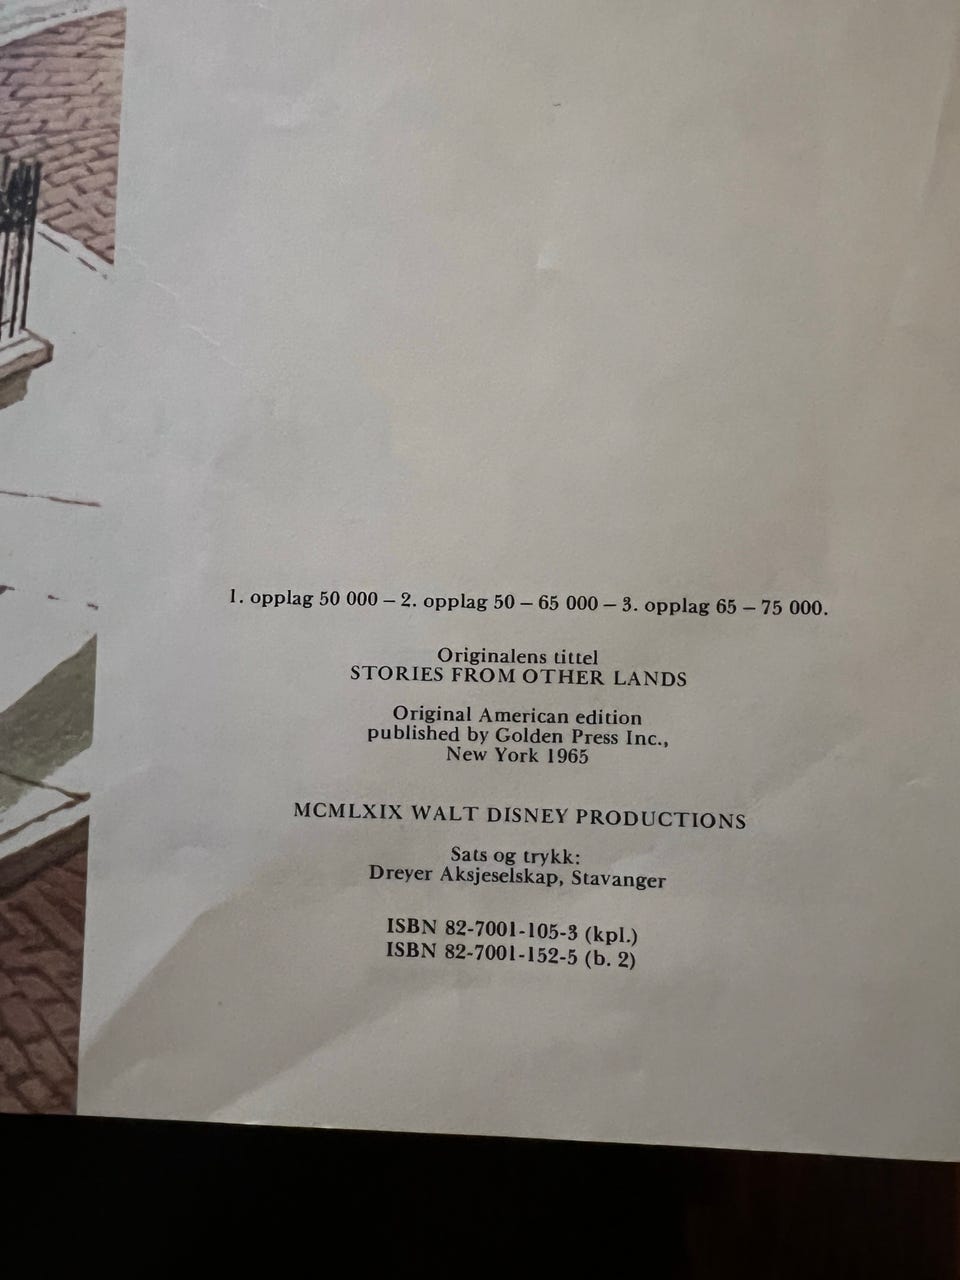 1. opplag 50 000 – 2. opplag 50 – 65 000 – 3. opplag 65 – 75 000.
Originalens tittel
STORIES FROM OTHER LANDS
Original American edition
published by Golden Press Inc.,
New York 1965
MCMLXIX WALT DISNEY PRODUCTIONS
Sats og trykk:
Dreyer Aksjeselskap, Stavanger
ISBN 82-7001-105-3 (kpl.)
ISBN 82-7001-152-5 (b. 2)